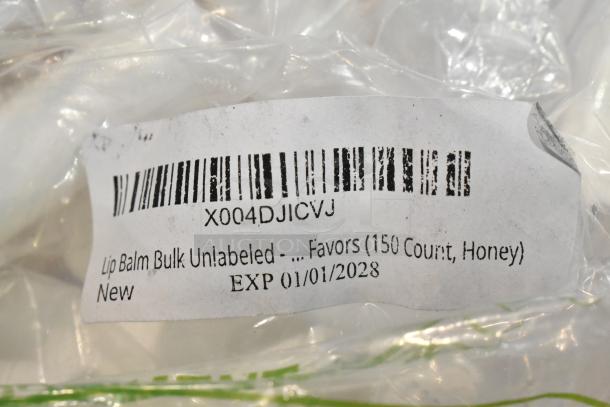 X004DJICVJ
Lip Balm Bulk Unlabeled - ... Favors (150 Count, Honey)
New
EXP 01/01/2028